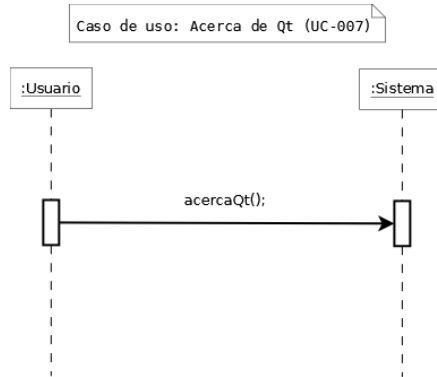 Caso de uso: Acerca de Qt (UC-007)
:Usuario
:Sistema
acercaQt();